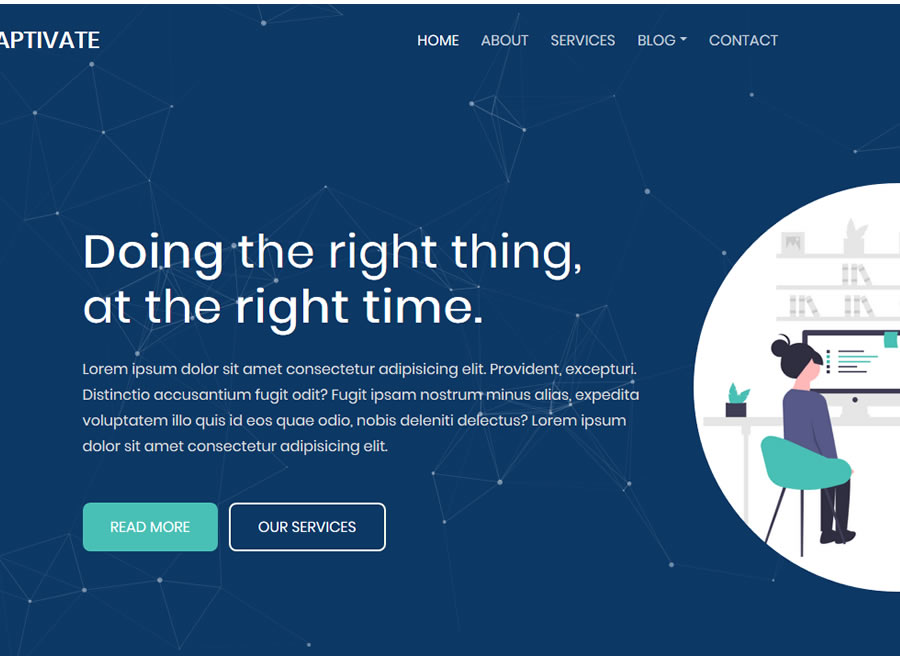 APTIVATE
HOME ABOUT SERVICES BLOG CONTACT
Doing the right thing,
at the right time.
Lorem ipsum dolor sit amet consectetur adipisicing elit. Provident, excepturi.
Distinctio accusantium fugit odit? Fugit ipsam nostrum minus alias, expedita
voluptatem illo quis id eos quae odio, nobis deleniti delectus? Lorem ipsum
dolor sit amet consectetur adipisicing elit.
READ MORE OUR SERVICES